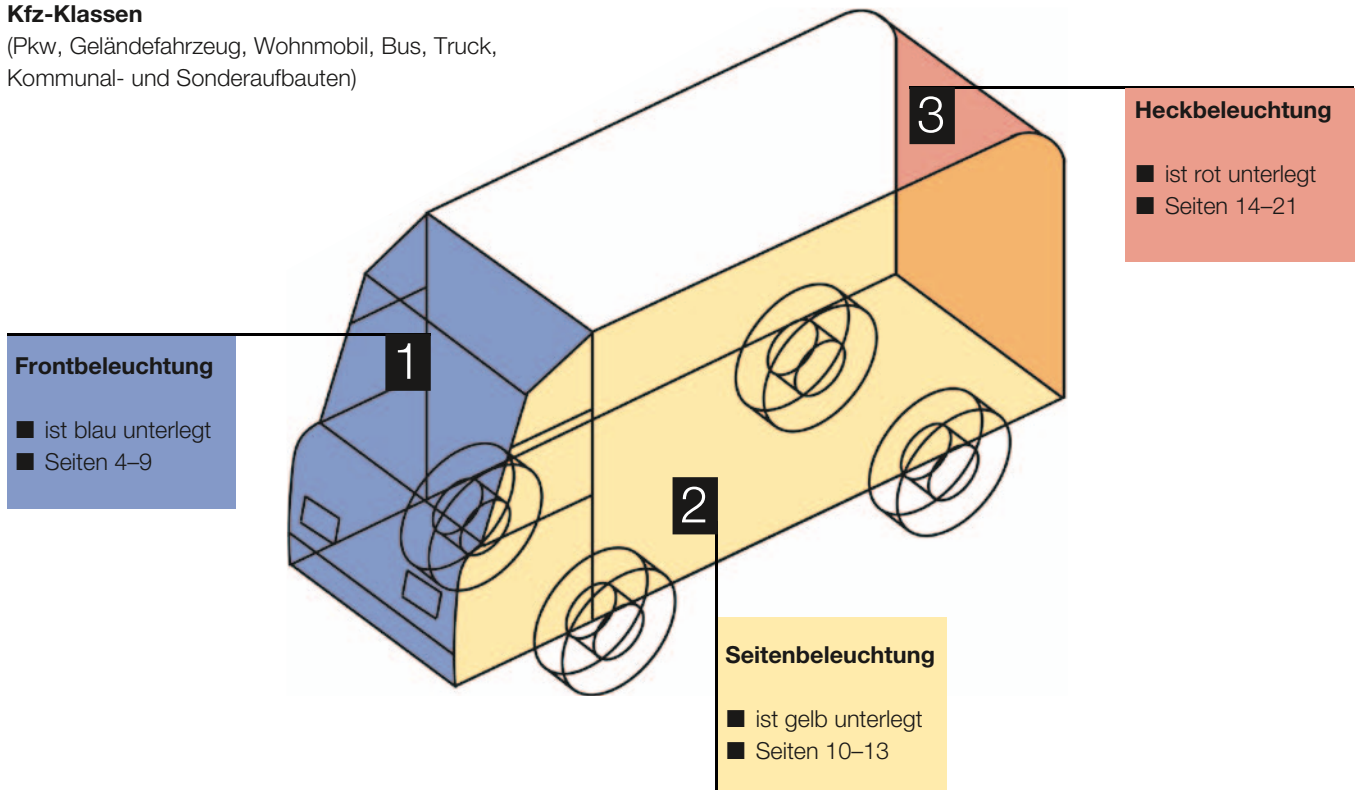 Kfz-Klassen
(Pkw, Geländefahrzeug, Wohnmobil, Bus, Truck,
Kommunal- und Sonderaufbauten)
3
Heckbeleuchtung
■ ist rot unterlegt
■ Seiten 14–21
1
Frontbeleuchtung
■ ist blau unterlegt
■ Seiten 4–9
2
Seitenbeleuchtung
■ ist gelb unterlegt
■ Seiten 10–13